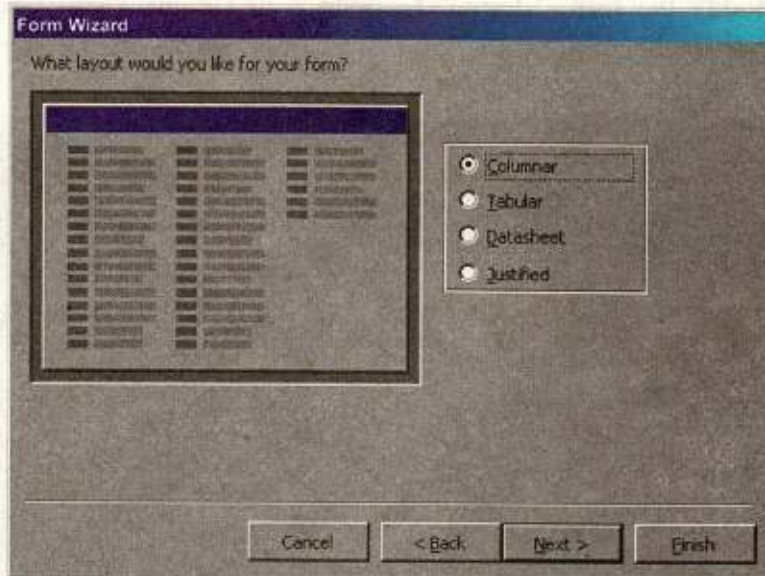 Form Wizard
What layout would you like for your form?
Columnar
Tabular
Datasheet
Justified
Cancel
< Back
Next >
Finish